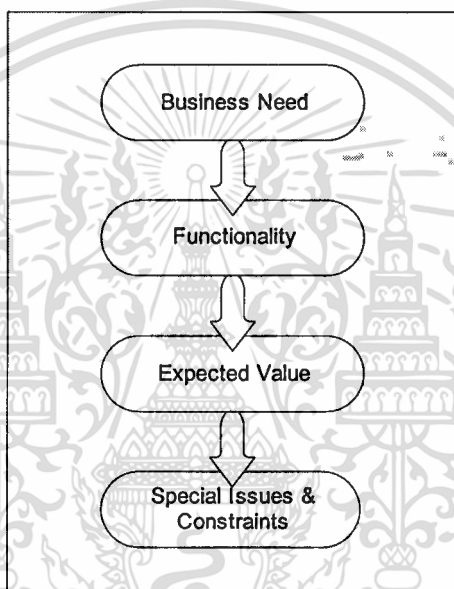 Business Need
Functionality
Expected Value
Special Issues &
Constraints